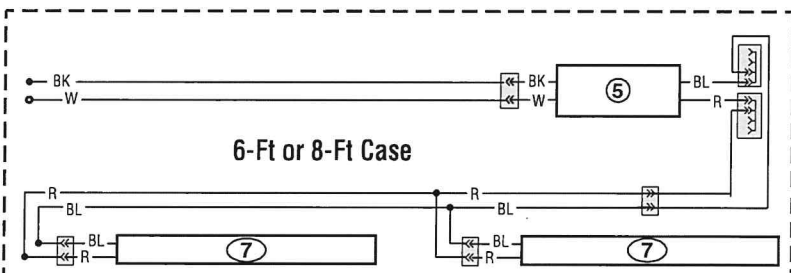 BK BK BL
W W R
5
6-Ft or 8-Ft Case
R R
BL BL
BL BL
R R
7 7